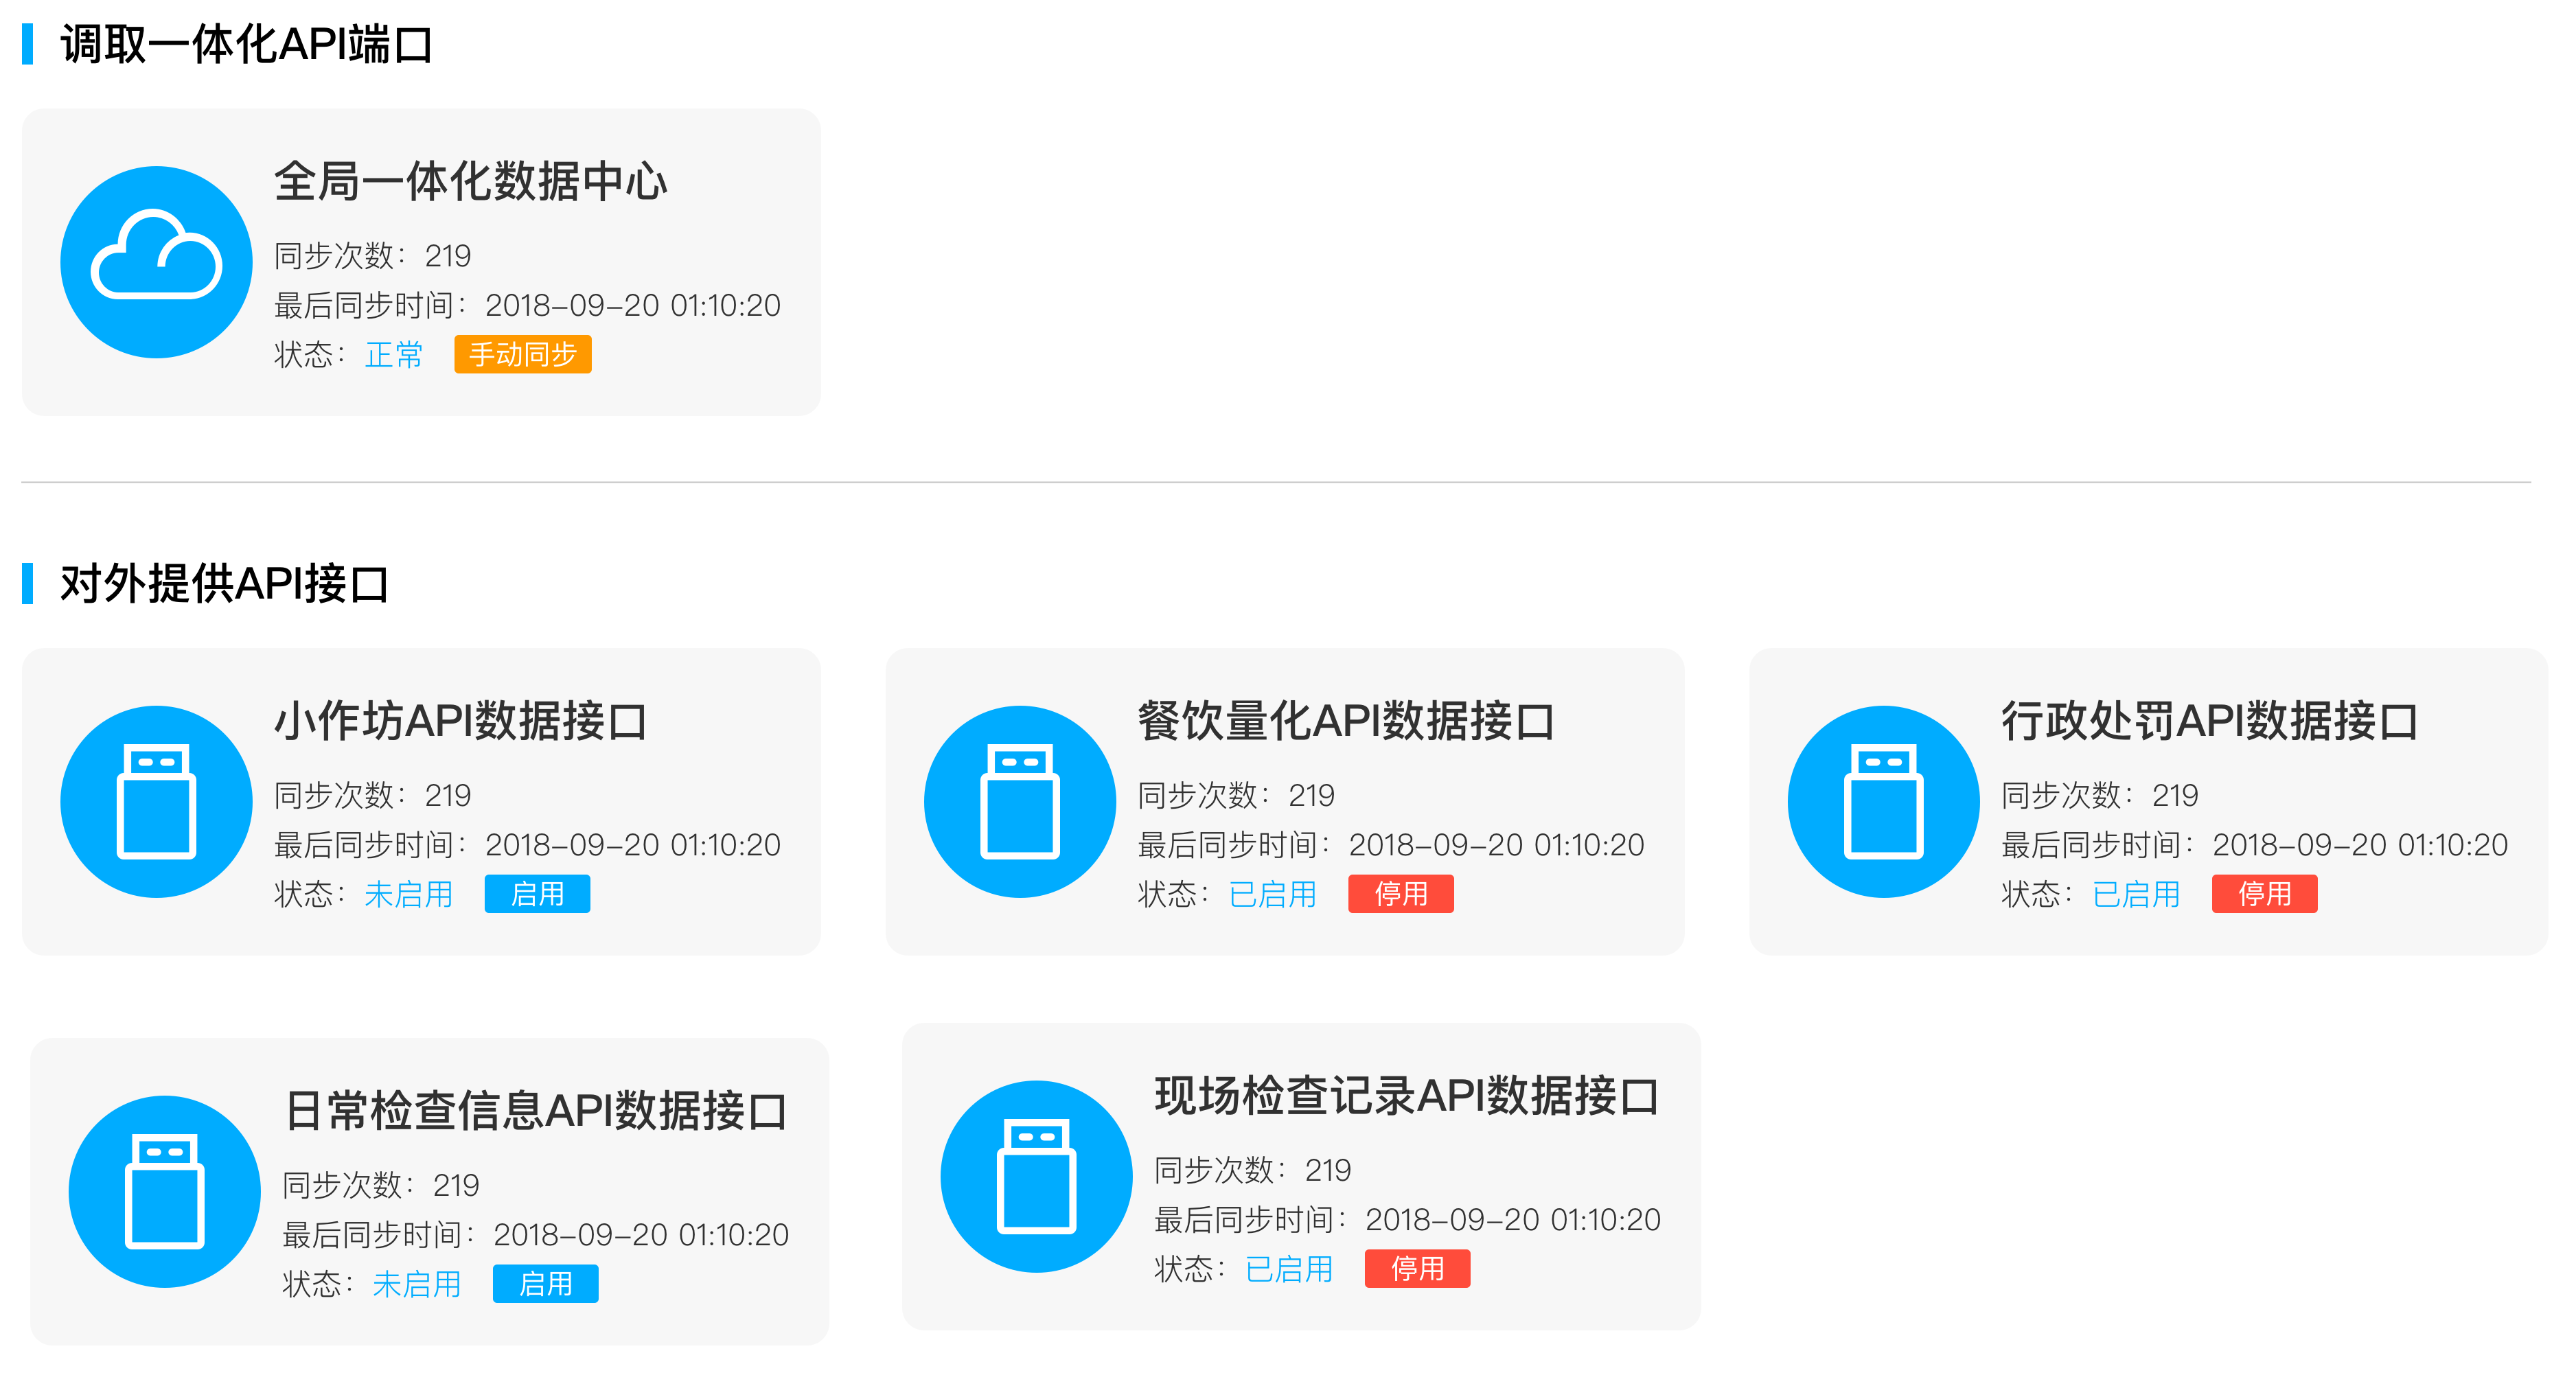 调取一体化API端口
全局一体化数据中心
同步次数：219
最后同步时间：2018-09-20 01:10:20
状态：正常 手动同步
对外提供API接口
小作坊API数据接口
同步次数：219
最后同步时间：2018-09-20 01:10:20
状态：未启用 启用
餐饮量化API数据接口
同步次数：219
最后同步时间：2018-09-20 01:10:20
状态：已启用 停用
行政处罚API数据接口
同步次数：219
最后同步时间：2018-09-20 01:10:20
状态：已启用 停用
日常检查信息API数据接口
同步次数：219
最后同步时间：2018-09-20 01:10:20
状态：未启用 启用
现场检查记录API数据接口
同步次数：219
最后同步时间：2018-09-20 01:10:20
状态：已启用 停用